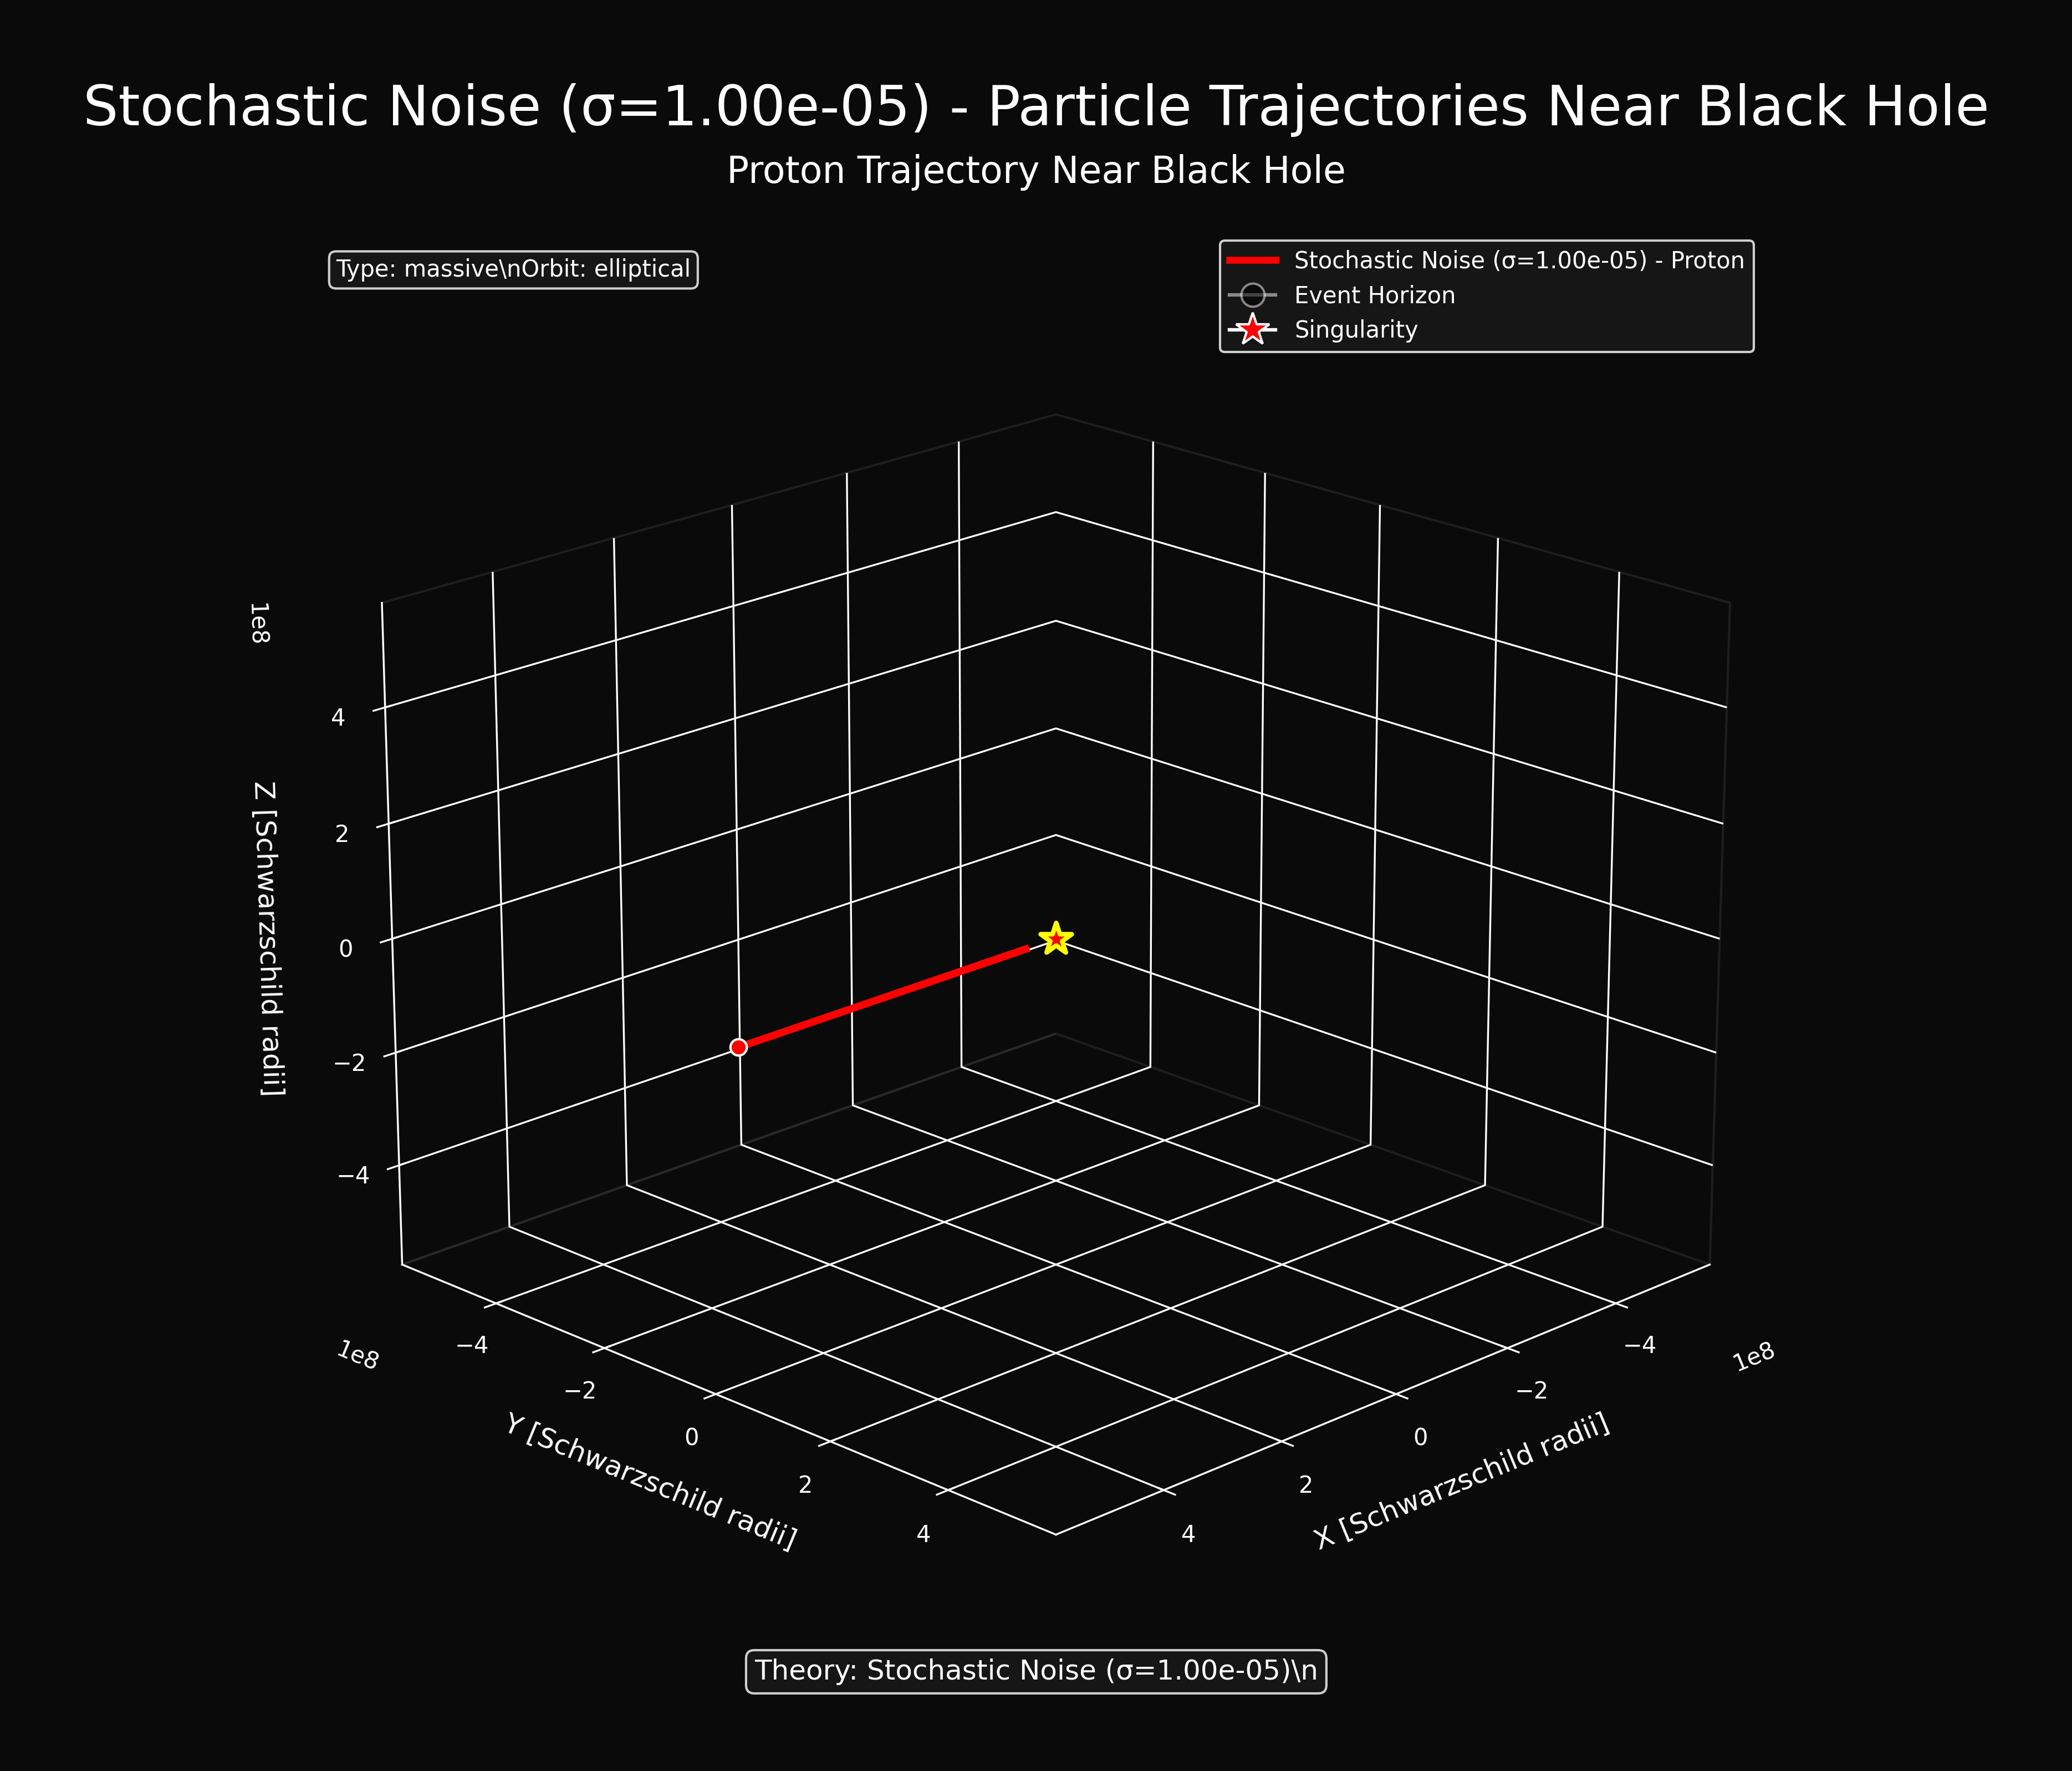 Stochastic Noise (σ=1.00e-05) - Particle Trajectories Near Black Hole
Proton Trajectory Near Black Hole
Type: massive\nOrbit: elliptical
Stochastic Noise (σ=1.00e-05) - Proton
Event Horizon
Singularity
1e8
4
2
0
−2
−4
Z [Schwarzschild radii]
1e8
−4
−2
0
2
4
Y [Schwarzschild radii]
1e8
−4
−2
0
2
4
X [Schwarzschild radii]
Theory: Stochastic Noise (σ=1.00e-05)\n